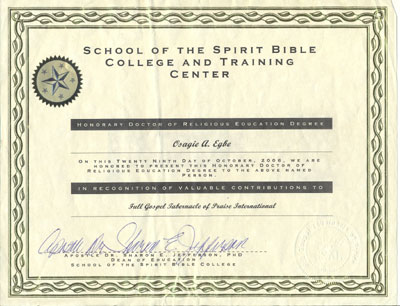 SCHOOL OF THE SPIRIT BIBLE
COLLEGE AND TRAINING
CENTER
HONORARY DOCTOR OF RELIGIOUS EDUCATION DEGREE
Osagie A. Egbe
ON THIS TWENTY NINTH DAY OF OCTOBER, 2006, WE ARE
HONORED TO PRESENT THIS HONORARY DOCTOR OF
RELIGIOUS EDUCATION DEGREE TO THE ABOVE NAMED
PERSON.
IN RECOGNITION OF VALUABLE CONTRIBUTIONS TO
Full Gospel Tabernacle of Praise International
APOSTLE DR. SHARON E. JEFFERSON, PHD
DEAN OF EDUCATION
SCHOOL OF THE SPIRIT BIBLE COLLEGE